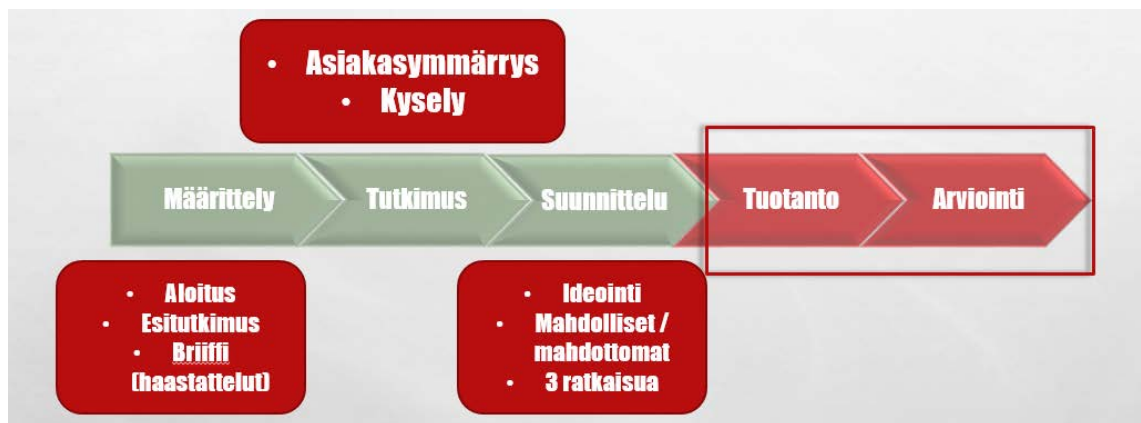 • Asiakasymmärrys
• Kysely
Määrittely
Tutkimus
Suunnittelu
Tuotanto
Arviointi
• Aloitus
• Esitutkimus
• Briiffi
(haastattelut)
• Ideointi
• Mahdolliset /
mahdottomat
• 3 ratkaisua